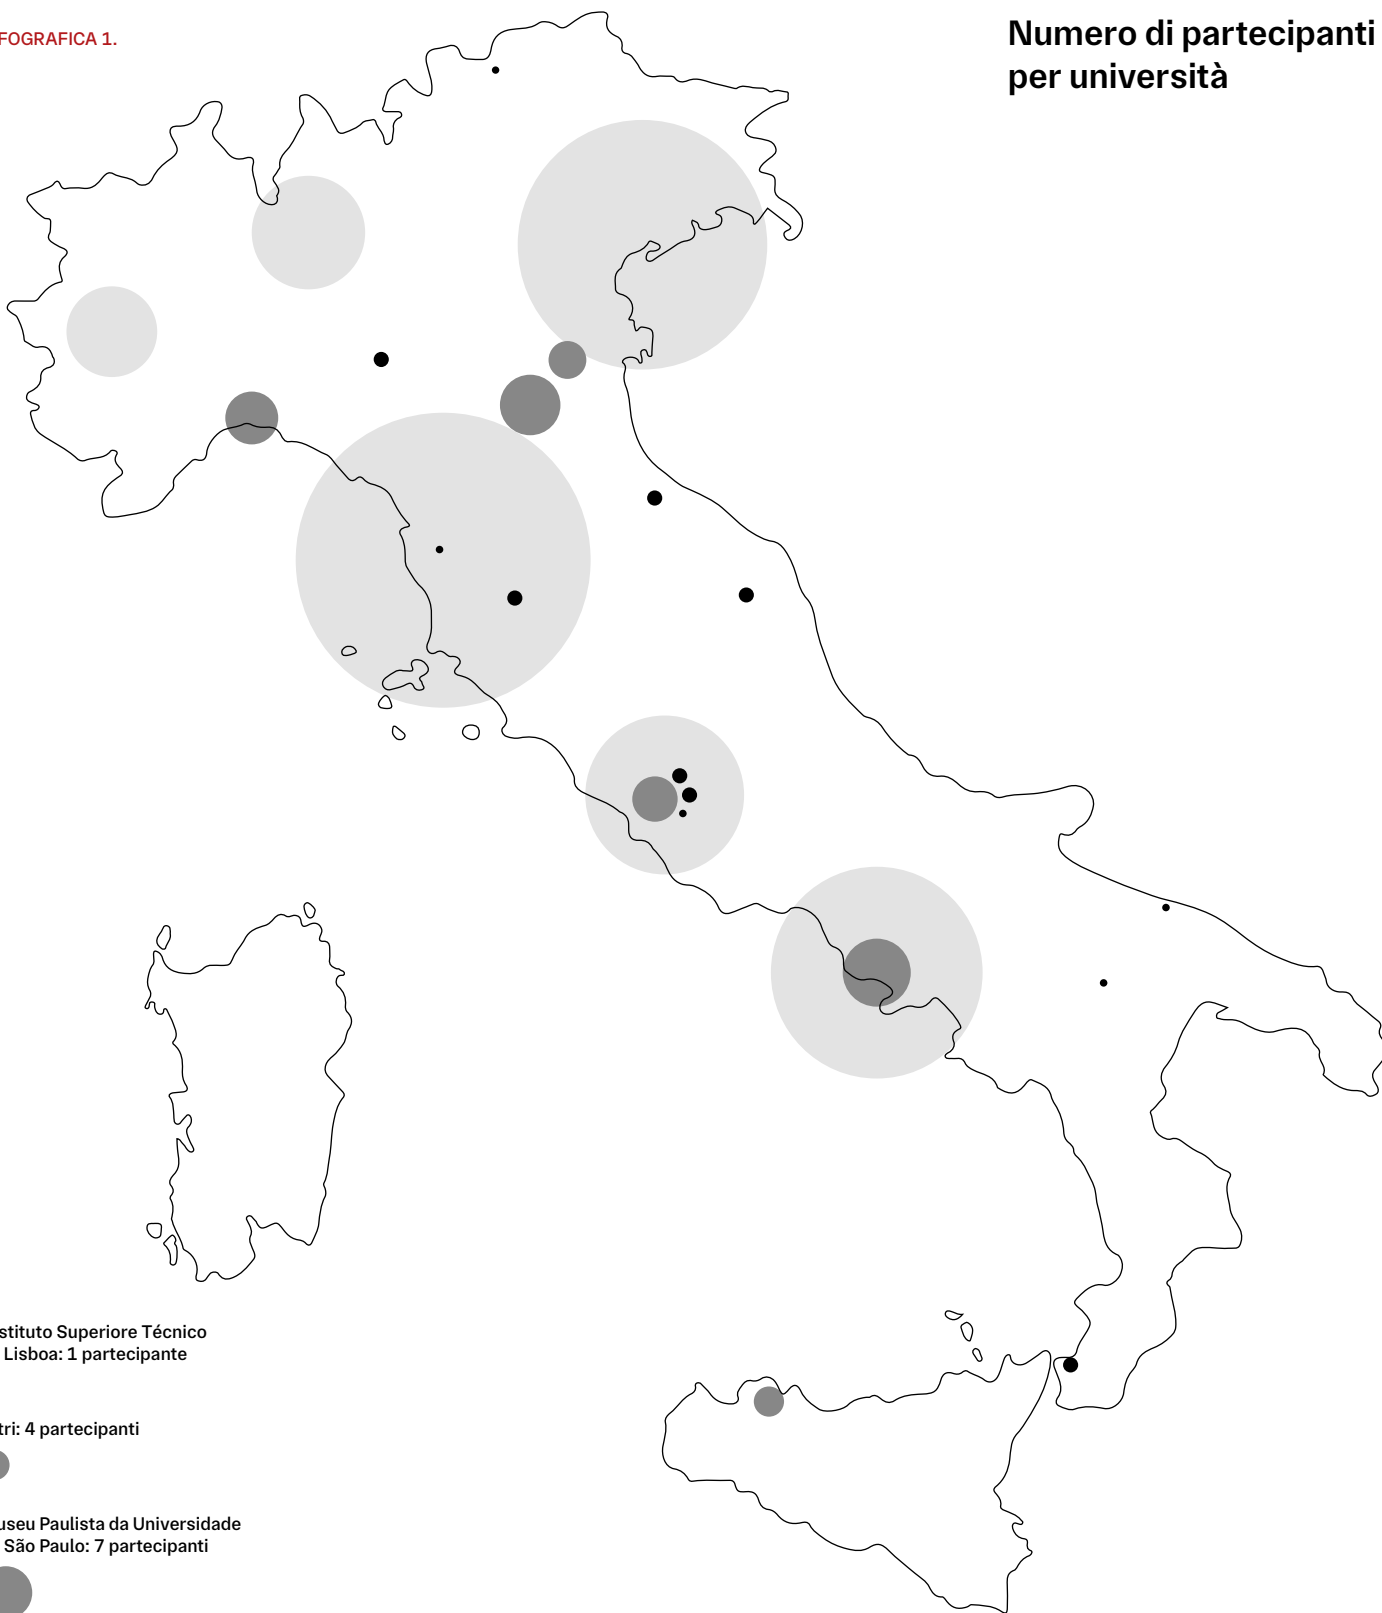 FOGRAFICA 1.
Numero di partecipanti
per università
stituto Superiore Técnico
Lisboa: 1 partecipante
tri: 4 partecipanti
useu Paulista da Universidade
São Paulo: 7 partecipanti